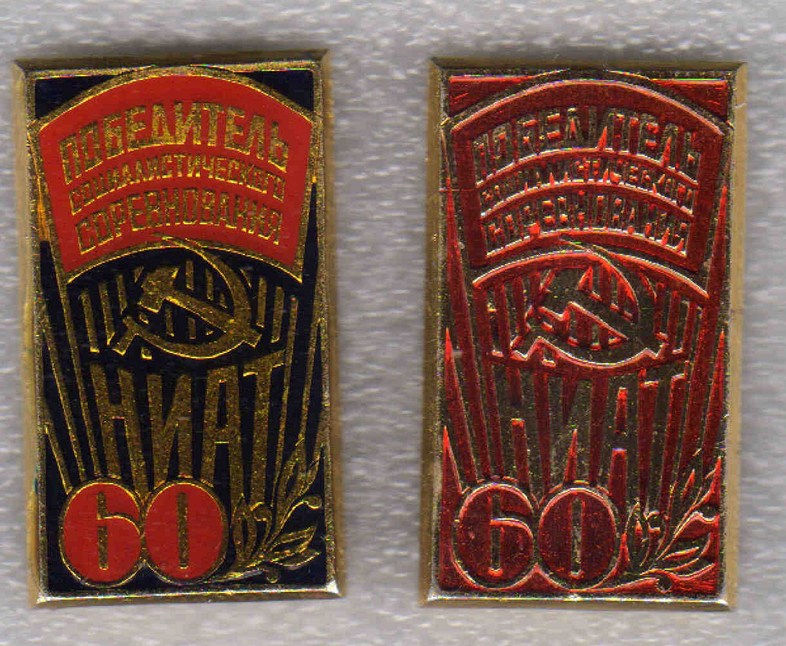 ПОБЕДИТЕЛЬ
СОЦИАЛИСТИЧЕСКОГО
СОРЕВНОВАНИЯ
НИАТ
60
ПОБЕДИТЕЛЬ
СОЦИАЛИСТИЧЕСКОГО
СОРЕВНОВАНИЯ
НИАТ
60